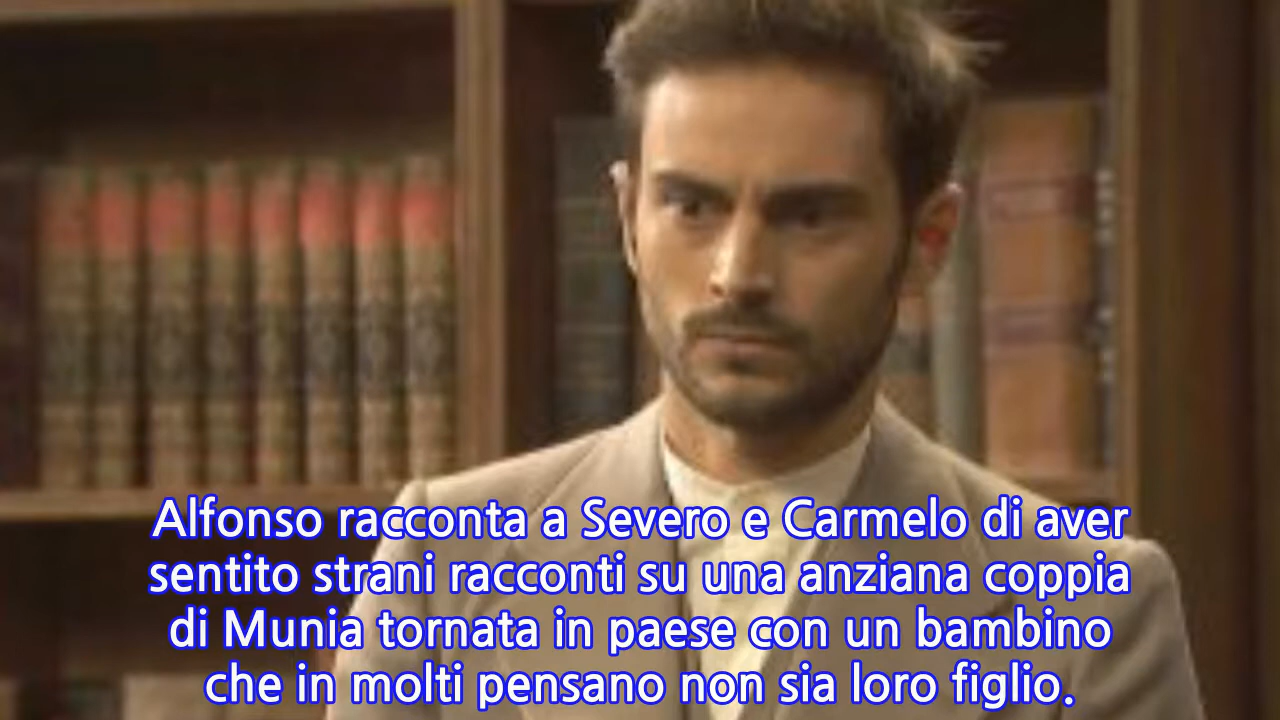 Alfonso racconta a Severo e Carmelo di aver
sentito strani racconti su una anziana coppia
di Munia tornata in paese con un bambino
che in molti pensano non sia loro figlio.